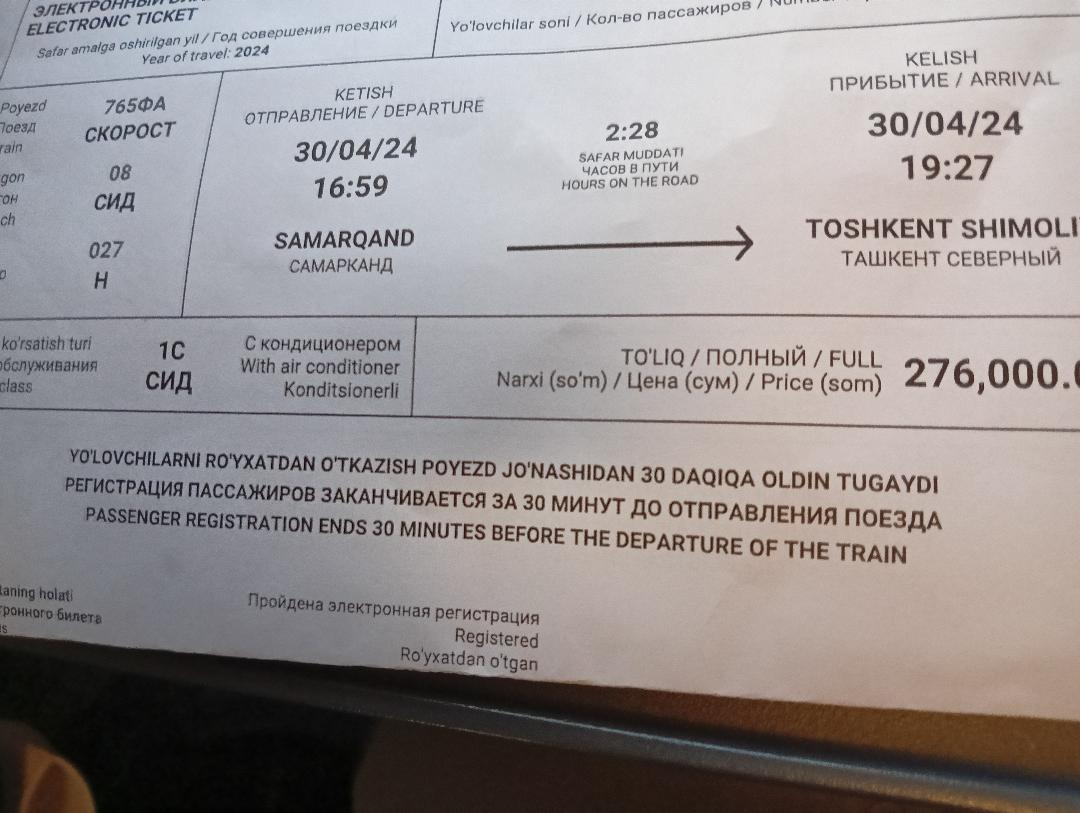 ЭЛЕКТРОННЫЙ
ELECTRONIC TICKET
Safar amalga oshirilgan yil / Год совершения поездки
Year of travel: 2024
Yo'lovchilar soni / Кол-во пассажиров /
Poyezd
Поезд
rain
765ФА
СКОРОСТ
gon
он
ch
08
СИД
027
Н
KETISH
ОТПРАВЛЕНИЕ / DEPARTURE
30/04/24
16:59
SAMARQAND
САМАРКАНД
2:28
SAFAR MUDDATI
ЧАСОВ В ПУТИ
HOURS ON THE ROAD
KELISH
ПРИБЫТИЕ / ARRIVAL
30/04/24
19:27
TOSHKENT SHIMOLI
ТАШКЕНТ СЕВЕРНЫЙ
ko'rsatish turi
обслуживания
class
1С
СИД
С кондиционером
With air conditioner
Konditsionerli
TO'LIQ / ПОЛНЫЙ / FULL
Narxi (so'm) / Цена (сум) / Price (som)
276,000.0
YO'LOVCHILARNI RO'YXATDAN O'TKAZISH POYEZD JO'NASHIDAN 30 DAQIQA OLDIN TUGAYDI
РЕГИСТРАЦИЯ ПАССАЖИРОВ ЗАКАНЧИВАЕТСЯ ЗА 30 МИНУТ ДО ОТПРАВЛЕНИЯ ПОЕЗДА
PASSENGER REGISTRATION ENDS 30 MINUTES BEFORE THE DEPARTURE OF THE TRAIN
taning holati
тронного билета
is
Пройдена электронная регистрация
Registered
Ro'yxatdan o'tgan